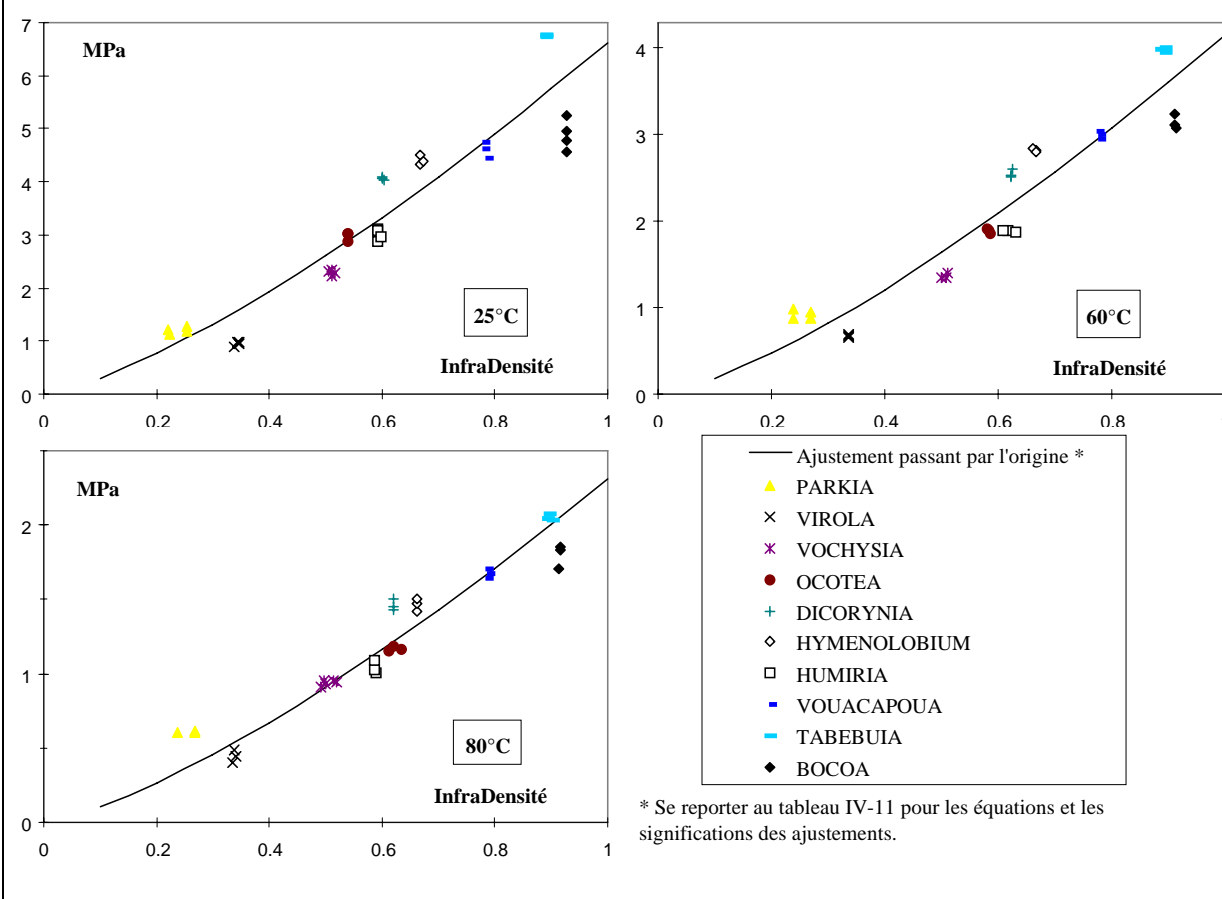 7
6
5
4
3
2
1
0
MPa
25°C
InfraDensité
0 0.2 0.4 0.6 0.8 1
4
3
2
1
0
60°C
InfraDensité
0 0.2 0.4 0.6 0.8 1
2
1
0
MPa
80°C
InfraDensité
0 0.2 0.4 0.6 0.8 1
Ajustement passant par l'origine *
PARKIA
VIROLA
VOCHYSIA
OCOTEA
DICORYNIA
HYMENOLOBIUM
HUMIRIA
VOUACAPOUA
TABEBUIA
BOCOA
* Se reporter au tableau IV-11 pour les équations et les
significations des ajustements.